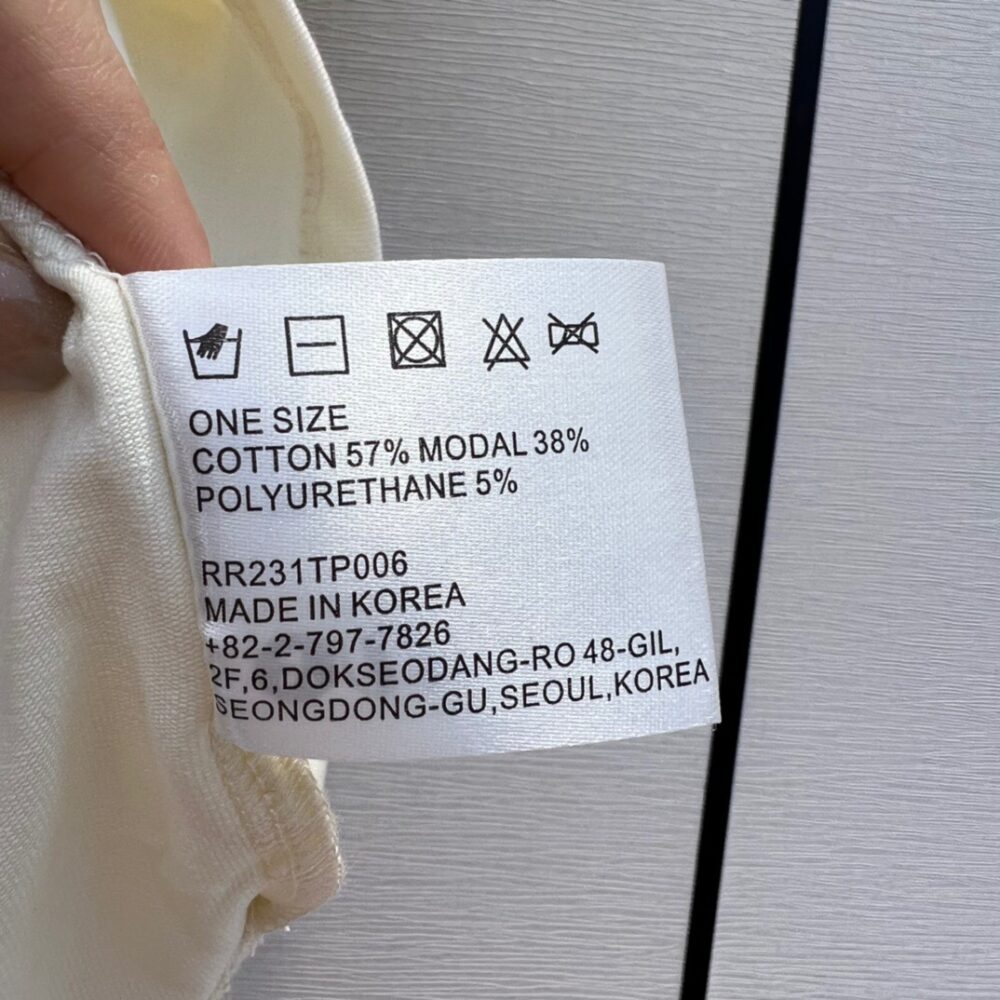 ONE SIZE
COTTON 57% MODAL 38%
POLYURETHANE 5%
RR231TP006
MADE IN KOREA
+82-2-797-7826
2F,6,DOKSEODANG-RO 48-GIL,
SEONGDONG-GU,SEOUL,KOREA